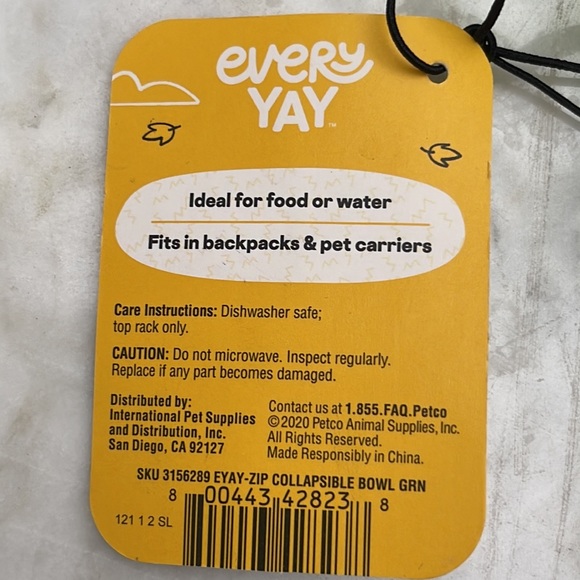 every
YAY™
Ideal for food or water
Fits in backpacks & pet carriers
Care Instructions: Dishwasher safe;
top rack only.
CAUTION: Do not microwave. Inspect regularly.
Replace if any part becomes damaged.
Distributed by:
International Pet Supplies
and Distribution, Inc.
San Diego, CA 92127
Contact us at 1.855.FAQ.Petco
©2020 Petco Animal Supplies, Inc.
All Rights Reserved.
Made Responsibly in China.
SKU 3156289 EYAY-ZIP COLLAPSIBLE BOWL GRN
8 00443 42823 8
121 1 2 SL